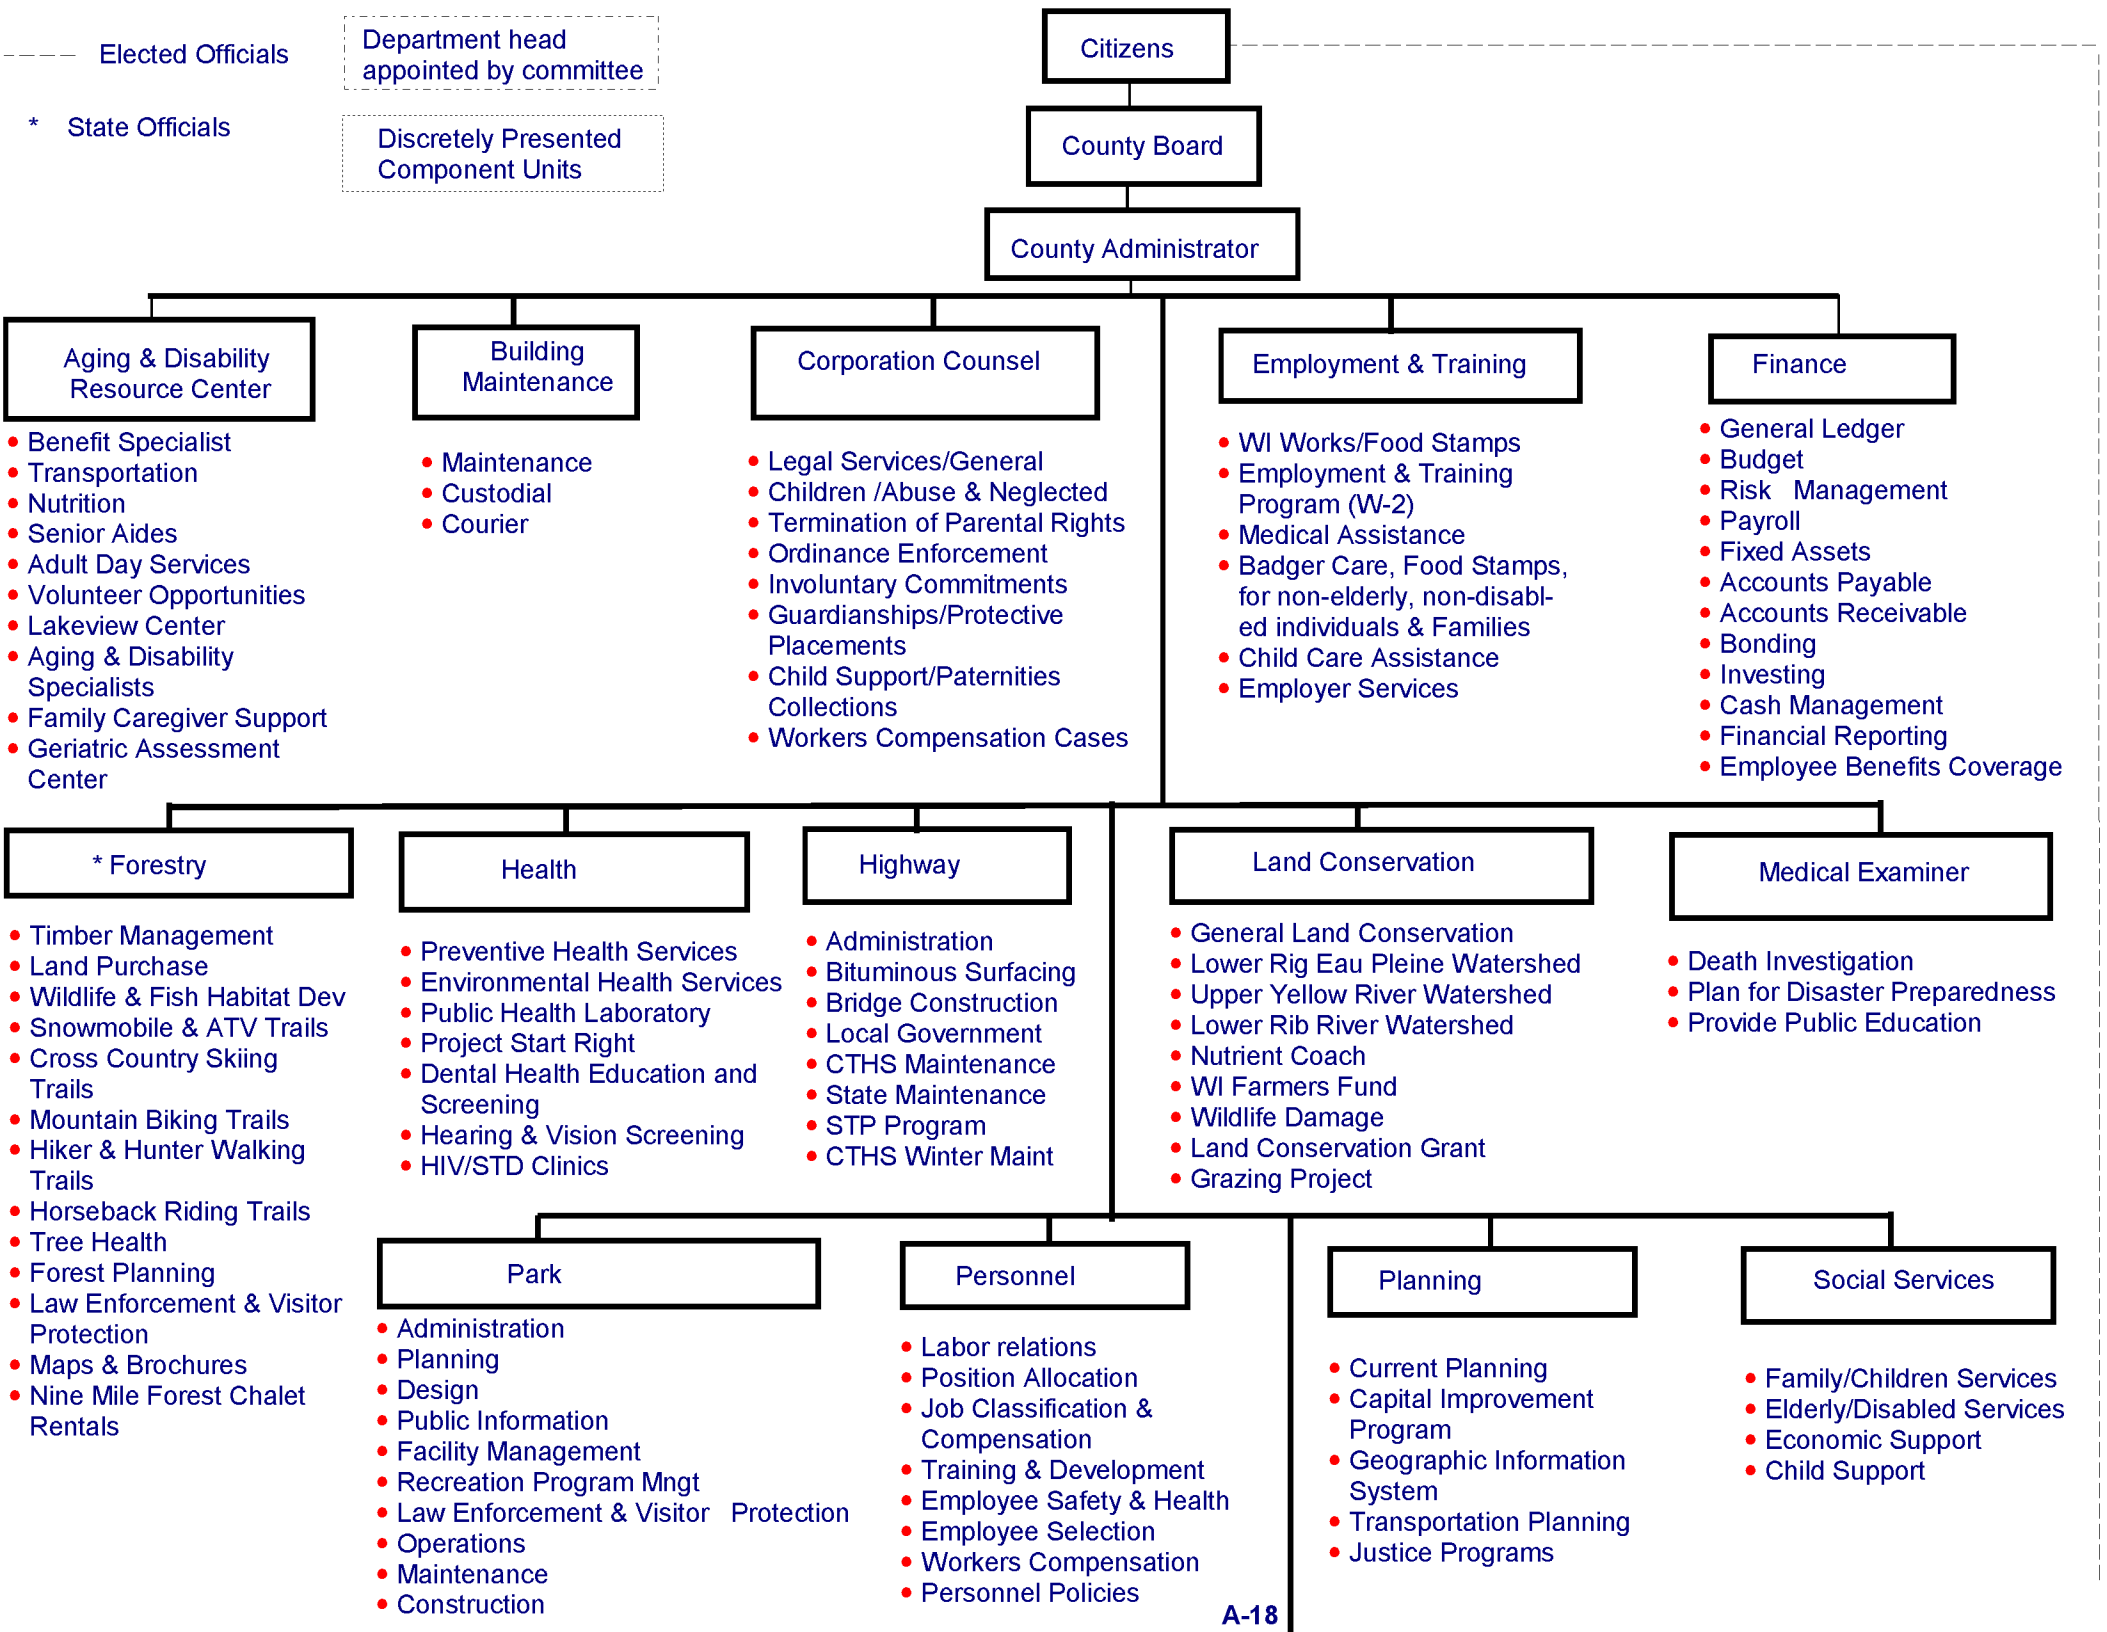 Elected Officials
* State Officials
Department head
appointed by committee
Discretely Presented
Component Units
Citizens
County Board
County Administrator
Aging & Disability
Resource Center
• Benefit Specialist
• Transportation
• Nutrition
• Senior Aides
• Adult Day Services
• Volunteer Opportunities
• Lakeview Center
• Aging & Disability
Specialists
• Family Caregiver Support
• Geriatric Assessment
Center
Building
Maintenance
• Maintenance
• Custodial
• Courier
Corporation Counsel
• Legal Services/General
• Children /Abuse & Neglected
• Termination of Parental Rights
• Ordinance Enforcement
• Involuntary Commitments
• Guardianships/Protective
Placements
• Child Support/Paternities
Collections
• Workers Compensation Cases
Employment & Training
• WI Works/Food Stamps
• Employment & Training
Program (W-2)
• Medical Assistance
• Badger Care, Food Stamps,
for non-elderly, non-disabl-
ed individuals & Families
• Child Care Assistance
• Employer Services
Finance
• General Ledger
• Budget
• Risk Management
• Payroll
• Fixed Assets
• Accounts Payable
• Accounts Receivable
• Bonding
• Investing
• Cash Management
• Financial Reporting
• Employee Benefits Coverage
* Forestry
• Timber Management
• Land Purchase
• Wildlife & Fish Habitat Dev
• Snowmobile & ATV Trails
• Cross Country Skiing
Trails
• Mountain Biking Trails
• Hiker & Hunter Walking
Trails
• Horseback Riding Trails
• Tree Health
• Forest Planning
• Law Enforcement & Visitor
Protection
• Maps & Brochures
• Nine Mile Forest Chalet
Rentals
Health
• Preventive Health Services
• Environmental Health Services
• Public Health Laboratory
• Project Start Right
• Dental Health Education and
Screening
• Hearing & Vision Screening
• HIV/STD Clinics
Highway
• Administration
• Bituminous Surfacing
• Bridge Construction
• Local Government
• CTHS Maintenance
• State Maintenance
• STP Program
• CTHS Winter Maint
Land Conservation
• General Land Conservation
• Lower Rig Eau Pleine Watershed
• Upper Yellow River Watershed
• Lower Rib River Watershed
• Nutrient Coach
• WI Farmers Fund
• Wildlife Damage
• Land Conservation Grant
• Grazing Project
Medical Examiner
• Death Investigation
• Plan for Disaster Preparedness
• Provide Public Education
Park
• Administration
• Planning
• Design
• Public Information
• Facility Management
• Recreation Program Mngt
• Law Enforcement & Visitor Protection
• Operations
• Maintenance
• Construction
Personnel
• Labor relations
• Position Allocation
• Job Classification &
Compensation
• Training & Development
• Employee Safety & Health
• Employee Selection
• Workers Compensation
• Personnel Policies
Planning
• Current Planning
• Capital Improvement
Program
• Geographic Information
System
• Transportation Planning
• Justice Programs
Social Services
• Family/Children Services
• Elderly/Disabled Services
• Economic Support
• Child Support
A-18